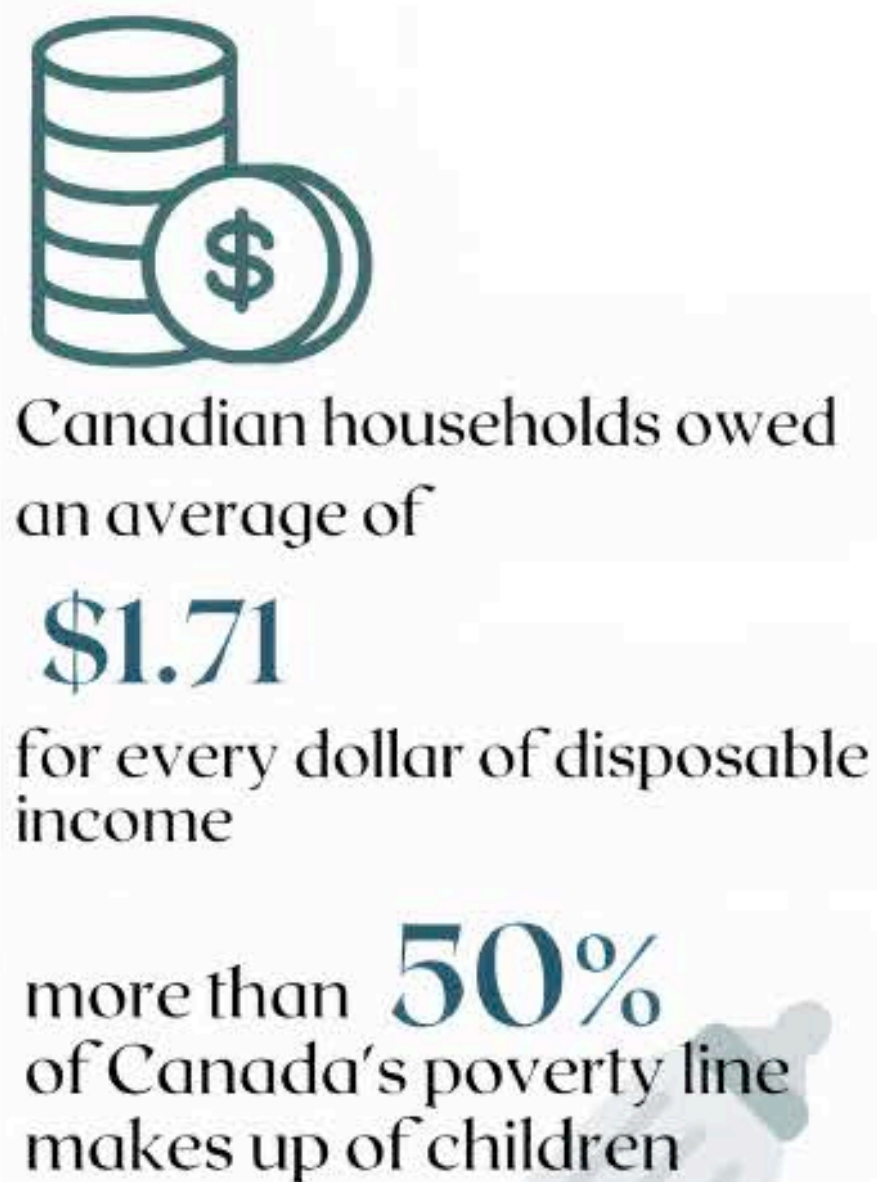 $
Canadian households owed
an average of
$1.71
for every dollar of disposable
income
more than 50%
of Canada's poverty line
makes up of children